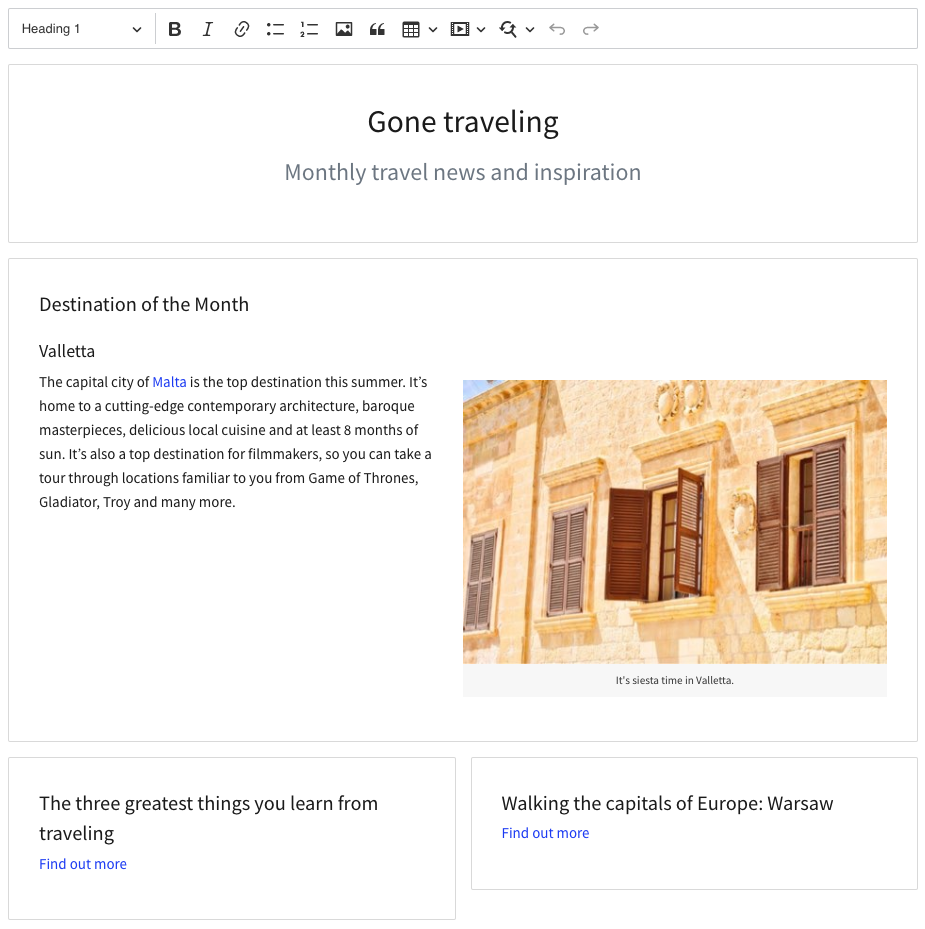 Heading 1
Gone traveling
Monthly travel news and inspiration
Destination of the Month
Valletta
The capital city of Malta is the top destination this summer. It’s
home to a cutting-edge contemporary architecture, baroque
masterpieces, delicious local cuisine and at least 8 months of
sun. It’s also a top destination for filmmakers, so you can take a
tour through locations familiar to you from Game of Thrones,
Gladiator, Troy and many more.
It's siesta time in Valletta.
The three greatest things you learn from
traveling
Find out more
Walking the capitals of Europe: Warsaw
Find out more